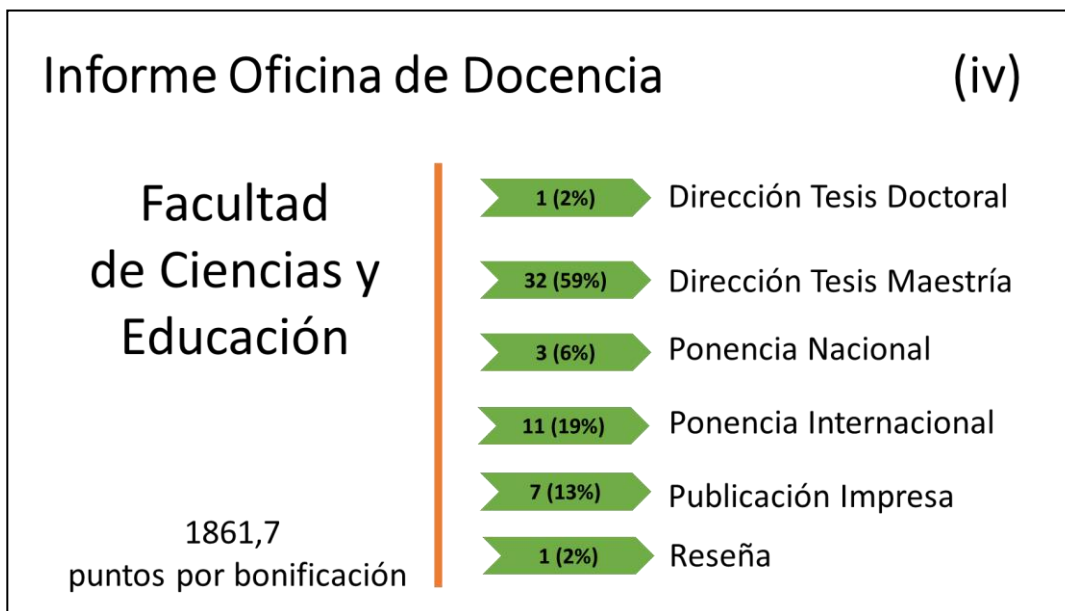 Informe Oficina de Docencia (iv)
Facultad
de Ciencias y
Educación
1861,7
puntos por bonificación
1 (2%) Dirección Tesis Doctoral
32 (59%) Dirección Tesis Maestría
3 (6%) Ponencia Nacional
11 (19%) Ponencia Internacional
7 (13%) Publicación Impresa
1 (2%) Reseña